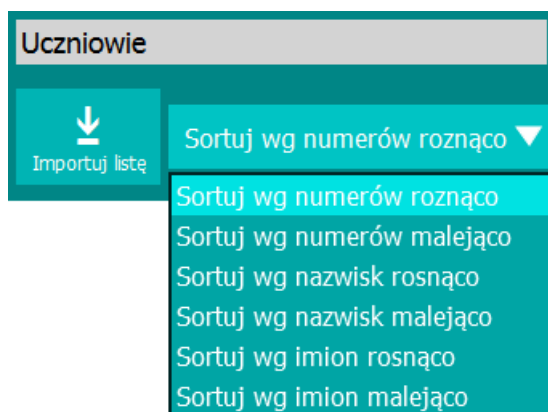 Uczniowie
Importuj listę
Sortuj wg numerów roznąco
Sortuj wg numerów roznąco
Sortuj wg numerów malejąco
Sortuj wg nazwisk rosnąco
Sortuj wg nazwisk malejąco
Sortuj wg imion rosnąco
Sortuj wg imion malejąco